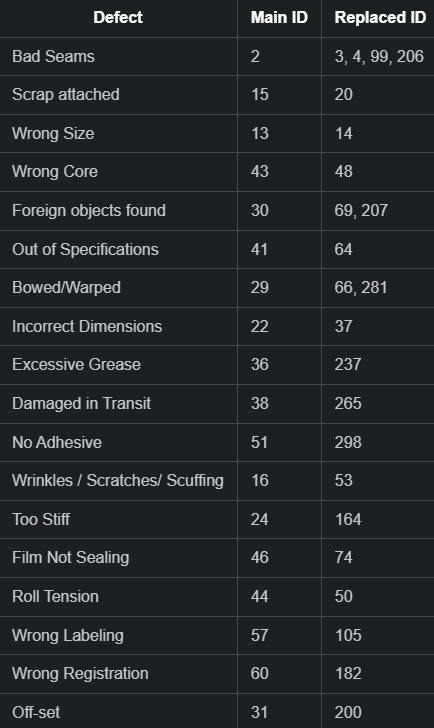 Defect Main ID Replaced ID
Bad Seams 2 3, 4, 99, 206
Scrap attached 15 20
Wrong Size 13 14
Wrong Core 43 48
Foreign objects found 30 69, 207
Out of Specifications 41 64
Bowed/Warped 29 66, 281
Incorrect Dimensions 22 37
Excessive Grease 36 237
Damaged in Transit 38 265
No Adhesive 51 298
Wrinkles / Scratches/ Scuffing 16 53
Too Stiff 24 164
Film Not Sealing 46 74
Roll Tension 44 50
Wrong Labeling 57 105
Wrong Registration 60 182
Off-set 31 200